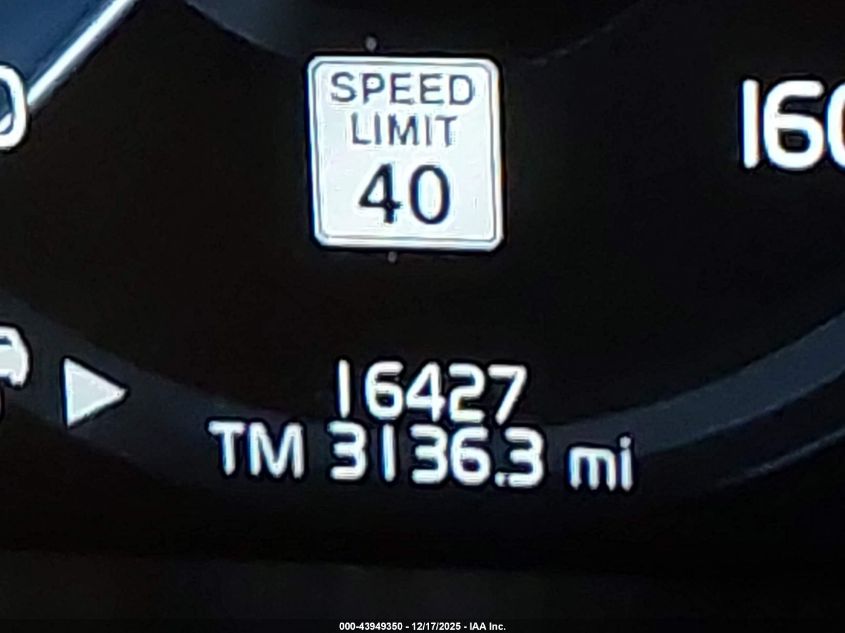 SPEED
LIMIT
40
160
16427
TM 3136.3 mi
000-43949350 - 12/17/2025 - IAA Inc.